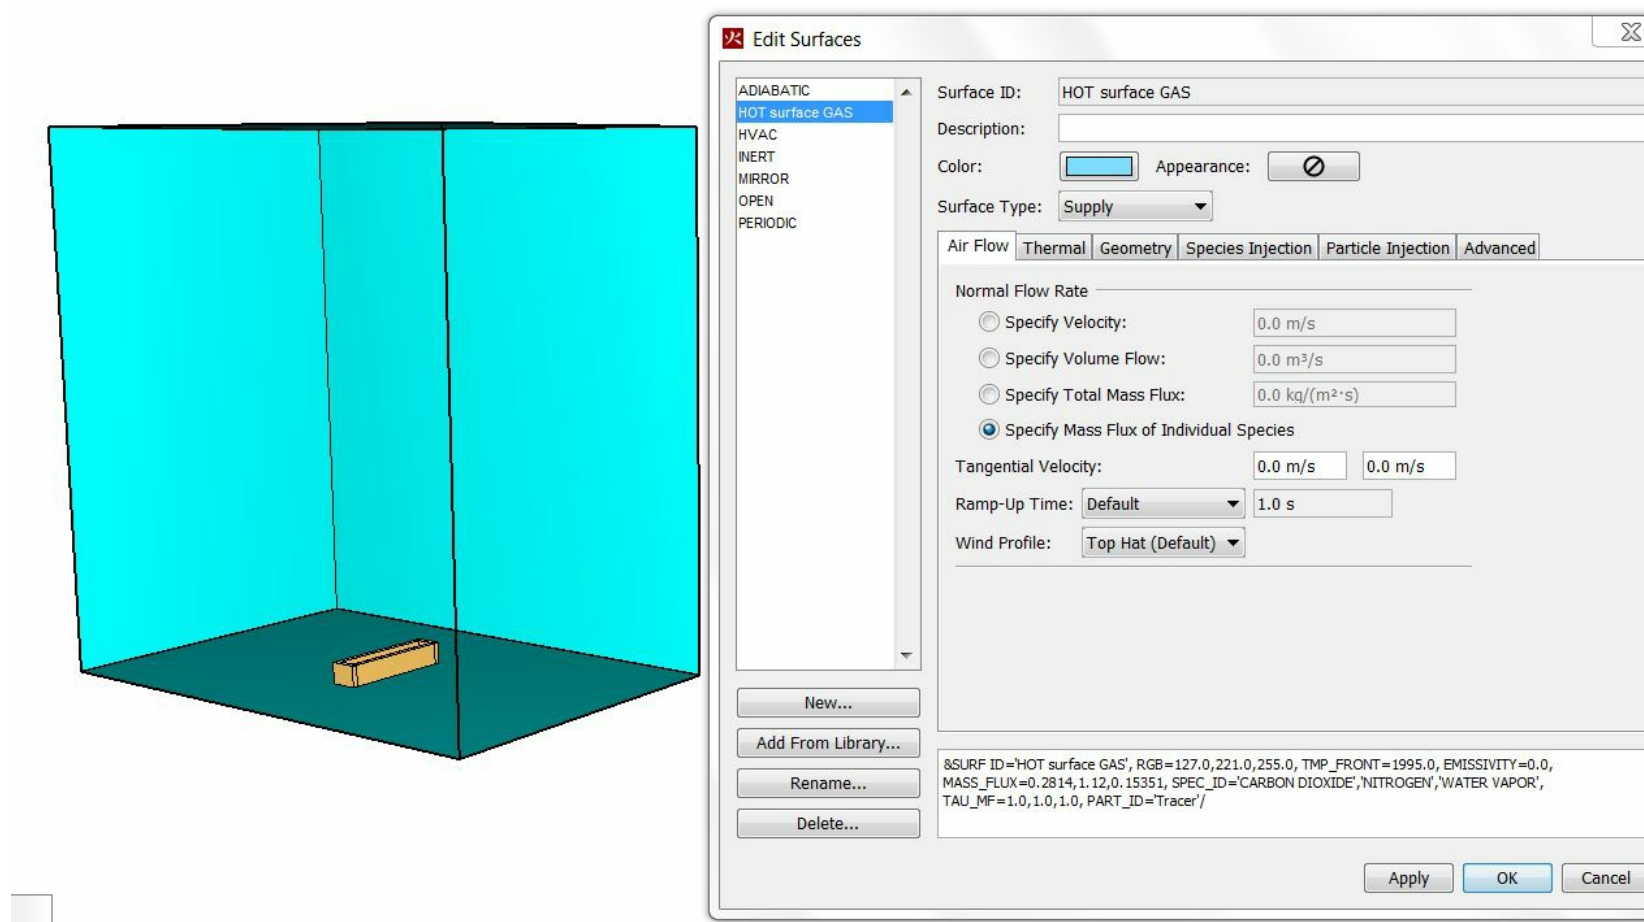 火 Edit Surfaces
ADIABATIC
HOT surface GAS
HVAC
INERT
MIRROR
OPEN
PERIODIC
New...
Add From Library...
Rename...
Delete...
Surface ID: HOT surface GAS
Description:
Color: Appearance:
Surface Type: Supply
Air Flow Thermal Geometry Species Injection Particle Injection Advanced
Normal Flow Rate
Specify Velocity: 0.0 m/s
Specify Volume Flow: 0.0 m³/s
Specify Total Mass Flux: 0.0 kg/(m²·s)
Specify Mass Flux of Individual Species
Tangential Velocity: 0.0 m/s 0.0 m/s
Ramp-Up Time: Default 1.0 s
Wind Profile: Top Hat (Default)
&SURF ID='HOT surface GAS', RGB=127.0,221.0,255.0, TMP_FRONT=1995.0, EMISSIVITY=0.0,
MASS_FLUX=0.2814,1.12,0.15351, SPEC_ID='CARBON DIOXIDE','NITROGEN','WATER VAPOR',
TAU_MF=1.0,1.0,1.0, PART_ID='Tracer'/
Apply OK Cancel